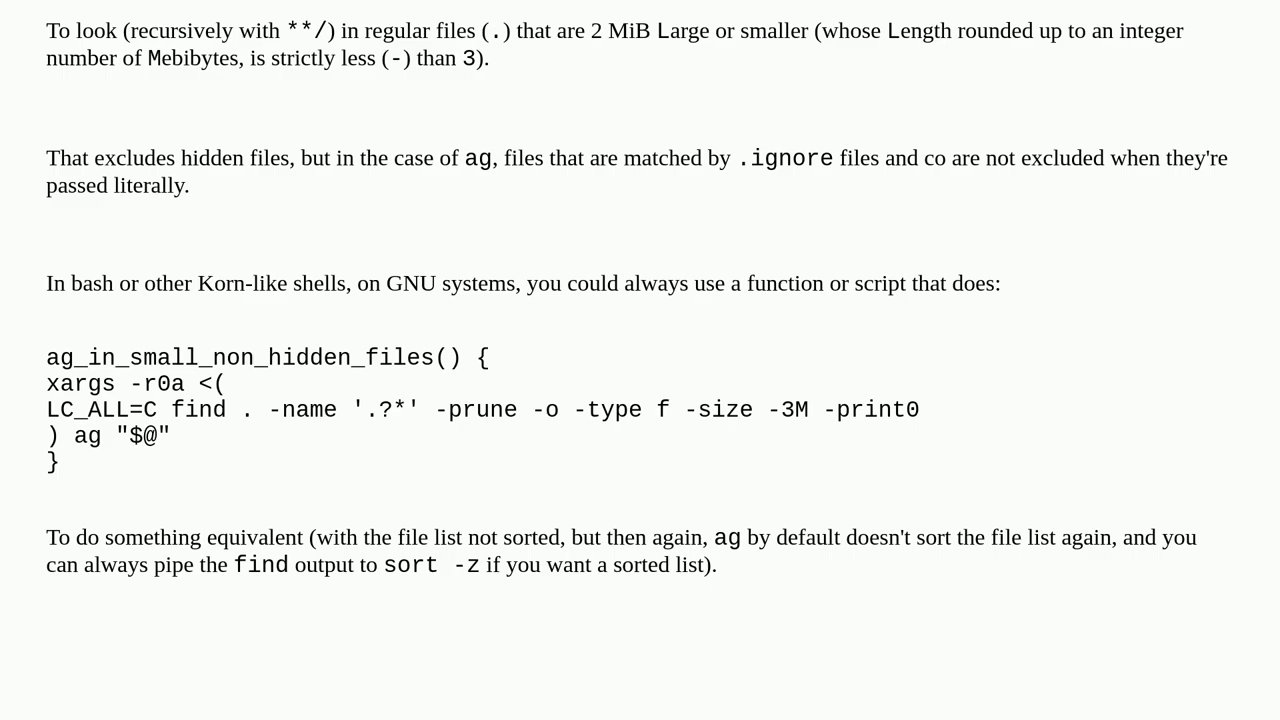 To look (recursively with **/) in regular files (.) that are 2 MiB Large or smaller (whose Length rounded up to an integer
number of Mebibytes, is strictly less (-) than 3).
That excludes hidden files, but in the case of ag, files that are matched by .ignore files and co are not excluded when they're
passed literally.
In bash or other Korn-like shells, on GNU systems, you could always use a function or script that does:
ag_in_small_non_hidden_files() {
xargs -r0a <(
LC_ALL=C find . -name '.?*' -prune -o -type f -size -3M -print0
) ag "$@"
}
To do something equivalent (with the file list not sorted, but then again, ag by default doesn't sort the file list again, and you
can always pipe the find output to sort -z if you want a sorted list).